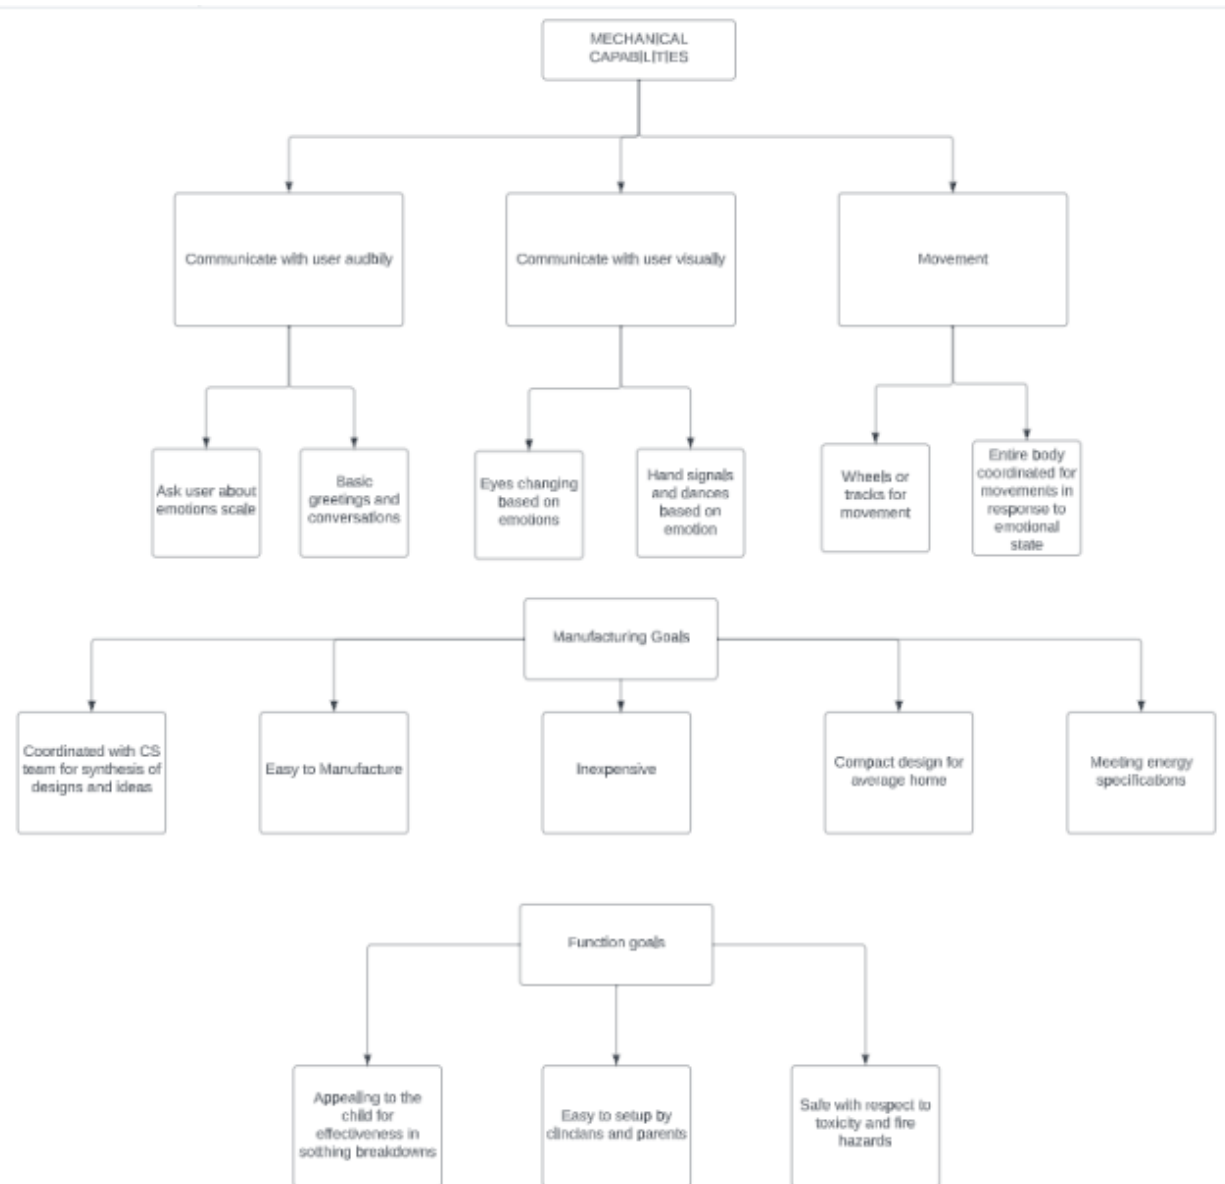 MECHANICAL
CAPABILITIES
Communicate with user audbily
Communicate with user visually
Movement
Ask user about
emotions scale
Basic
greetings and
conversations
Eyes changing
based on
emotions
Hand signals
and dances
based on
emotion
Wheels or
tracks for
movement
Entire body
coordinated for
movements in
response to
emotional
state
Manufacturing Goals
Coordinated with CS
team for synthesis of
designs and ideas
Easy to Manufacture
Inexpensive
Compact design for
average home
Meeting energy
specifications
Function goals
Appealing to the
child for
effectiveness in
sotthing breakdowns
Easy to setup by
clincians and parents
Safe with respect to
toxicity and fire
hazards